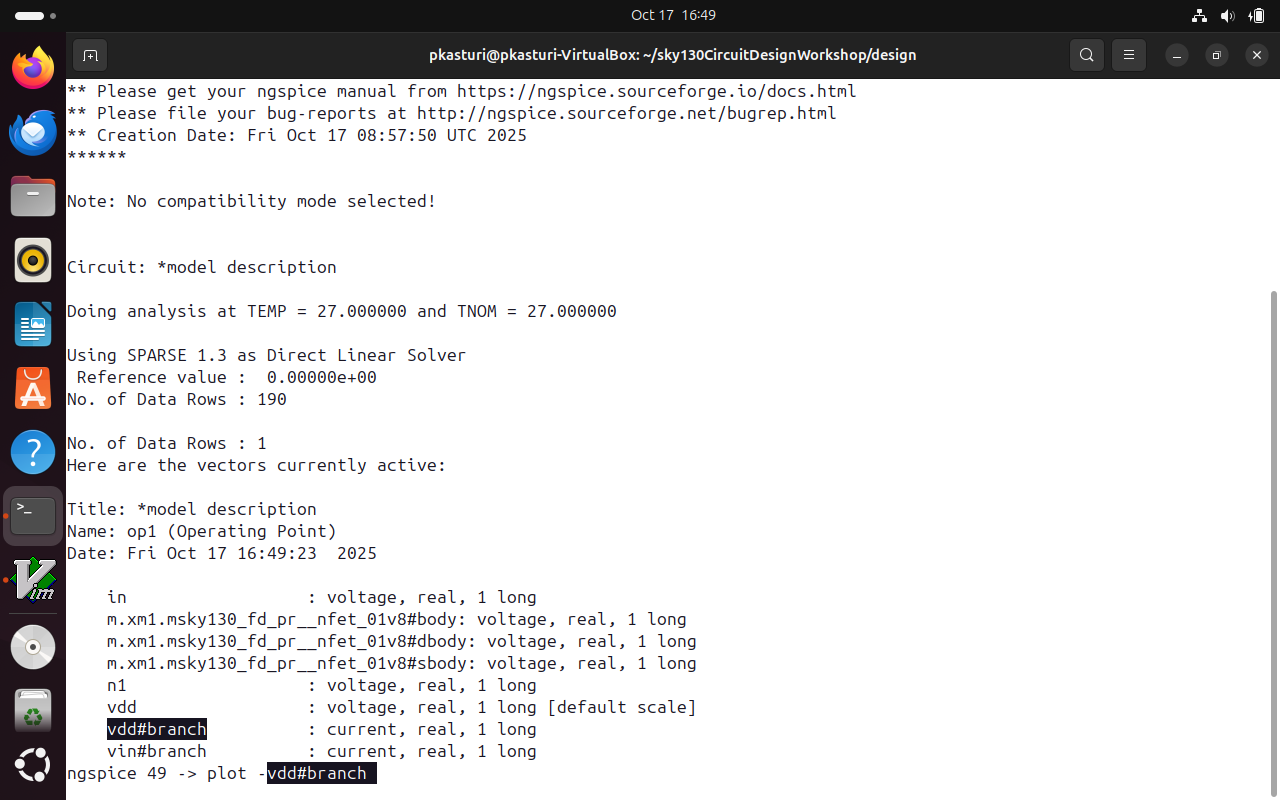 Oct 17 16:49
pkasturi@pkasturi-VirtualBox: ~/sky130CircuitDesignWorkshop/design
** Please get your ngspice manual from https://ngspice.sourceforge.io/docs.html
** Please file your bug-reports at http://ngspice.sourceforge.net/bugrep.html
** Creation Date: Fri Oct 17 08:57:50 UTC 2025
******
Note: No compatibility mode selected!
Circuit: *model description
Doing analysis at TEMP = 27.000000 and TNOM = 27.000000
Using SPARSE 1.3 as Direct Linear Solver
Reference value :  0.00000e+00
No. of Data Rows : 190
No. of Data Rows : 1
Here are the vectors currently active:
Title: *model description
Name: op1 (Operating Point)
Date: Fri Oct 17 16:49:23  2025
in                  : voltage, real, 1 long
m.xm1.msky130_fd_pr__nfet_01v8#body: voltage, real, 1 long
m.xm1.msky130_fd_pr__nfet_01v8#dbody: voltage, real, 1 long
m.xm1.msky130_fd_pr__nfet_01v8#sbody: voltage, real, 1 long
n1                  : voltage, real, 1 long
vdd                 : voltage, real, 1 long [default scale]
vdd#branch          : current, real, 1 long
vin#branch          : current, real, 1 long
ngspice 49 -> plot -vdd#branch